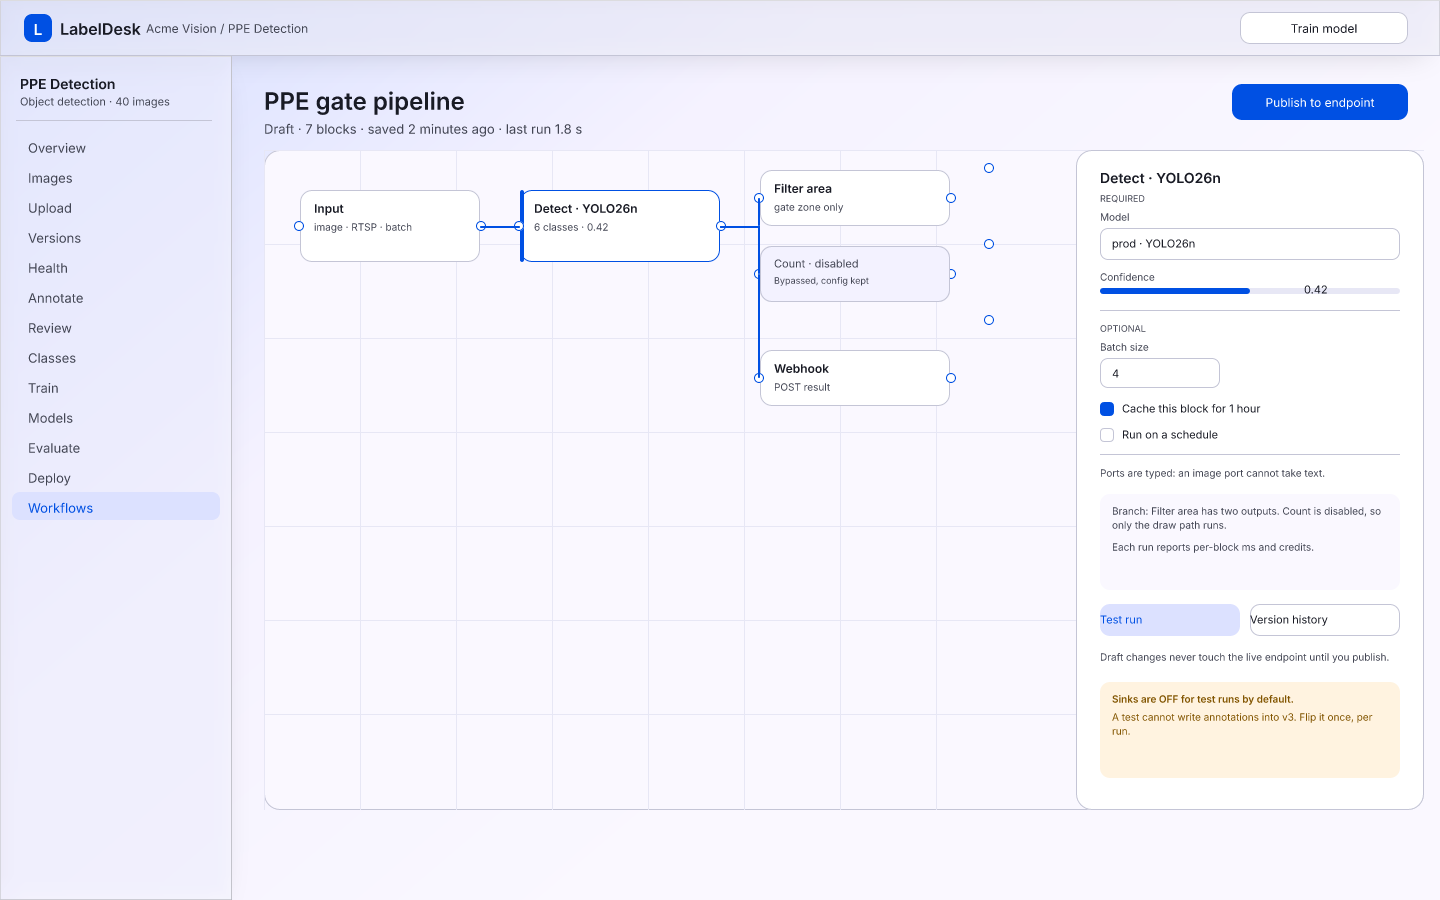 L LabelDesk Acme Vision / PPE Detection
Train model
PPE Detection
Object detection · 40 images
Overview
Images
Upload
Versions
Health
Annotate
Review
Classes
Train
Models
Evaluate
Deploy
Workflows
PPE gate pipeline
Draft · 7 blocks · saved 2 minutes ago · last run 1.8 s
Publish to endpoint
Input
image · RTSP · batch
Detect · YOLO26n
6 classes · 0.42
Filter area
gate zone only
Count · disabled
Bypassed, config kept
Webhook
POST result
Detect · YOLO26n
REQUIRED
Model
prod · YOLO26n
Confidence
0.42
OPTIONAL
Batch size
4
Cache this block for 1 hour
Run on a schedule
Ports are typed: an image port cannot take text.
Branch: Filter area has two outputs. Count is disabled, so
only the draw path runs.
Each run reports per-block ms and credits.
Test run
Version history
Draft changes never touch the live endpoint until you publish.
Sinks are OFF for test runs by default.
A test cannot write annotations into v3. Flip it once, per
run.